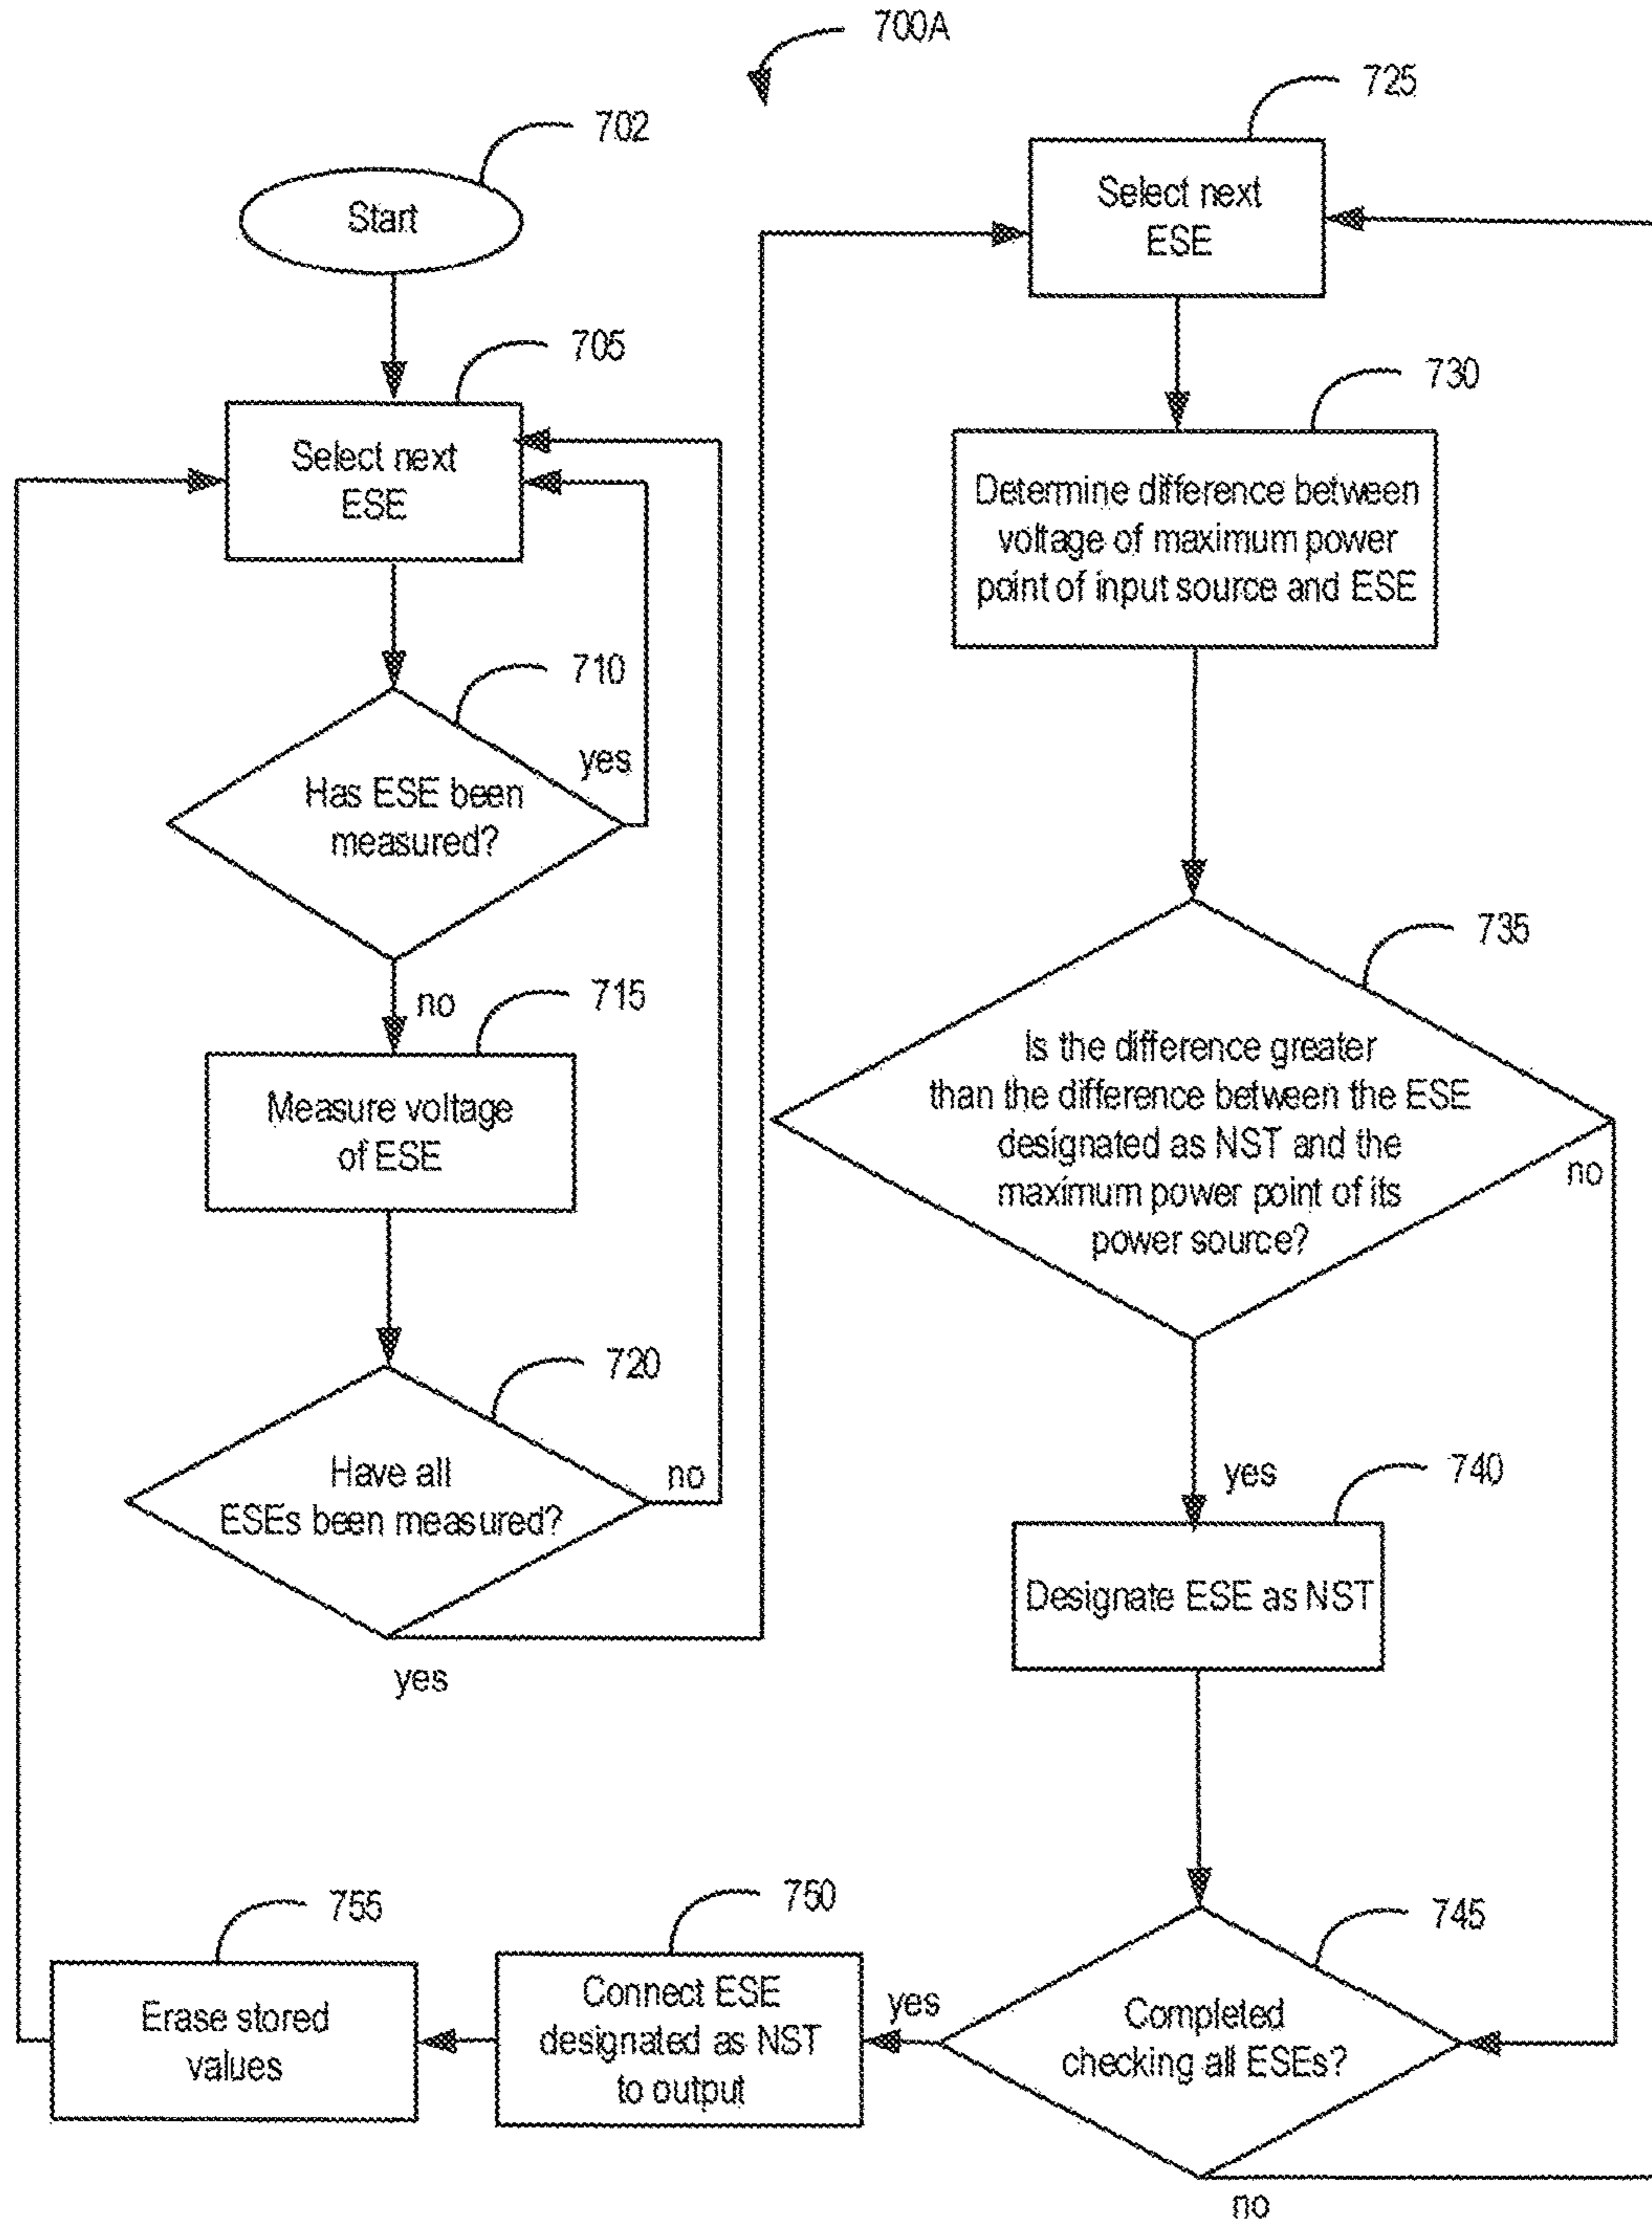 700A
702
Start
705
Select next
ESE
710
yes
Has ESE been
measured?
no
715
Measure voltage
of ESE
720
Have all
ESEs been measured?
no
yes
725
Select next
ESE
730
Determine difference between
voltage of maximum power
point of input source and ESE
735
Is the difference greater
than the difference between the ESE
designated as NST and the
maximum power point of its
power source?
no
yes
740
Designate ESE as NST
745
Completed
checking all ESEs?
yes
no
750
Connect ESE
designated as NST
to output
755
Erase stored
values